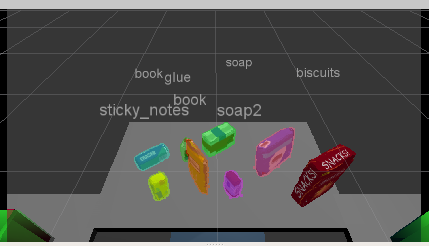 soap
book glue
biscuits
book
sticky_notes
soap2
SNACKS!
SNACKS!